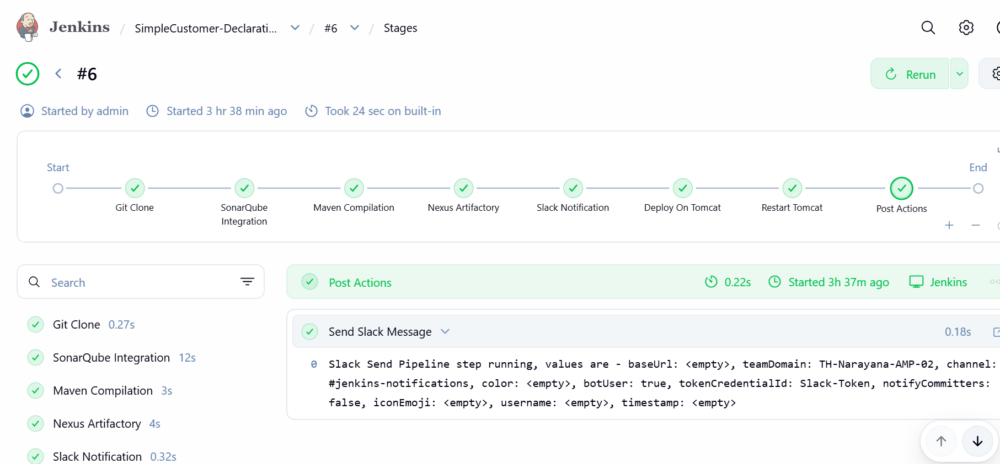 Jenkins / SimpleCustomer-Declarati... / #6 / Stages
#6
Rerun
Started by admin Started 3 hr 38 min ago Took 24 sec on built-in
Start
End
Git Clone
SonarQube Integration
Maven Compilation
Nexus Artifactory
Slack Notification
Deploy On Tomcat
Restart Tomcat
Post Actions
Search
Git Clone 0.27s
SonarQube Integration 12s
Maven Compilation 3s
Nexus Artifactory 4s
Slack Notification 0.32s
Post Actions 0.22s Started 3h 37m ago Jenkins
Send Slack Message 0.18s
0 Slack Send Pipeline step running, values are - baseUrl: <empty>, teamDomain: TH-Narayana-AMP-02, channel:
#jenkins-notifications, color: <empty>, botUser: true, tokenCredentialId: Slack-Token, notifyCommitters:
false, iconEmoji: <empty>, username: <empty>, timestamp: <empty>